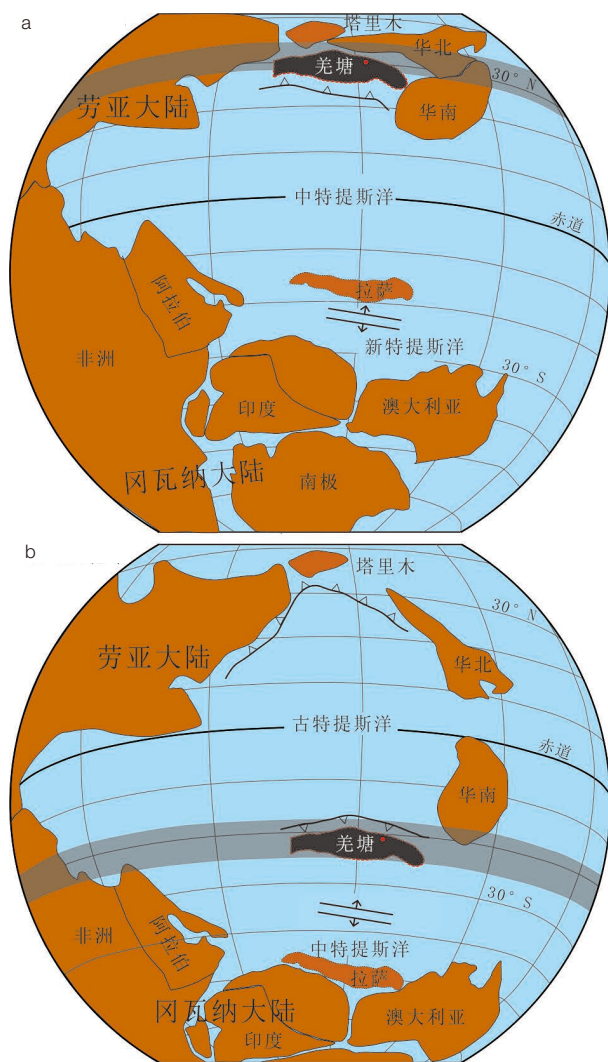 a
塔里木
华北
羌塘
30° N
劳亚大陆
华南
中特提斯洋
赤道
阿拉伯
拉萨
非洲
新特提斯洋
30° S
印度
澳大利亚
冈瓦纳大陆
南极
b
塔里木
30° N
劳亚大陆
华北
古特提斯洋
赤道
华南
羌塘
30° S
非洲
阿拉伯
中特提斯洋
拉萨
冈瓦纳大陆
澳大利亚
印度